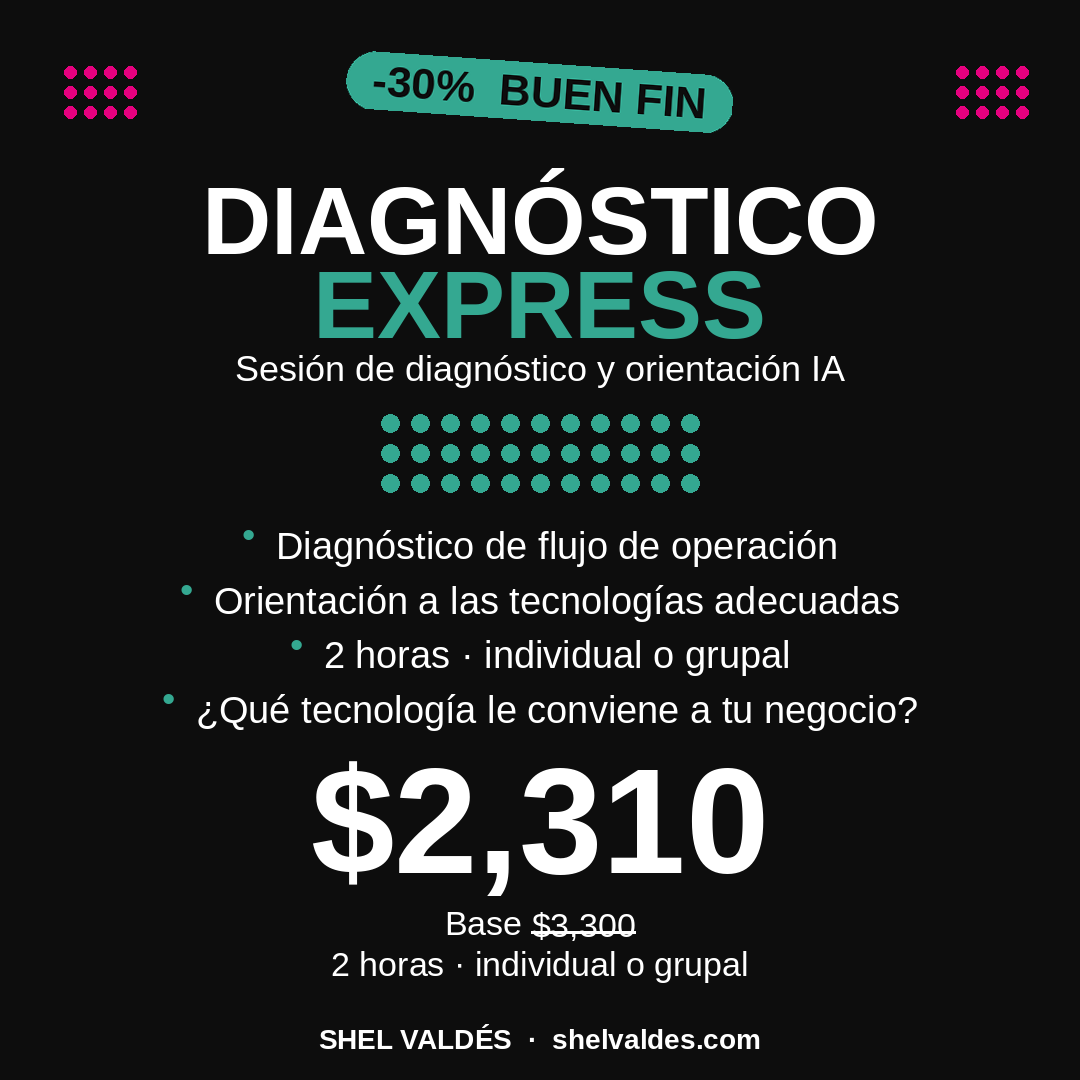 -30% BUEN FIN
DIAGNÓSTICO
EXPRESS
Sesión de diagnóstico y orientación IA
• Diagnóstico de flujo de operación
• Orientación a las tecnologías adecuadas
• 2 horas · individual o grupal
• ¿Qué tecnología le conviene a tu negocio?
$2,310
Base $3,300
2 horas · individual o grupal
SHEL VALDÉS · shelvaldes.com